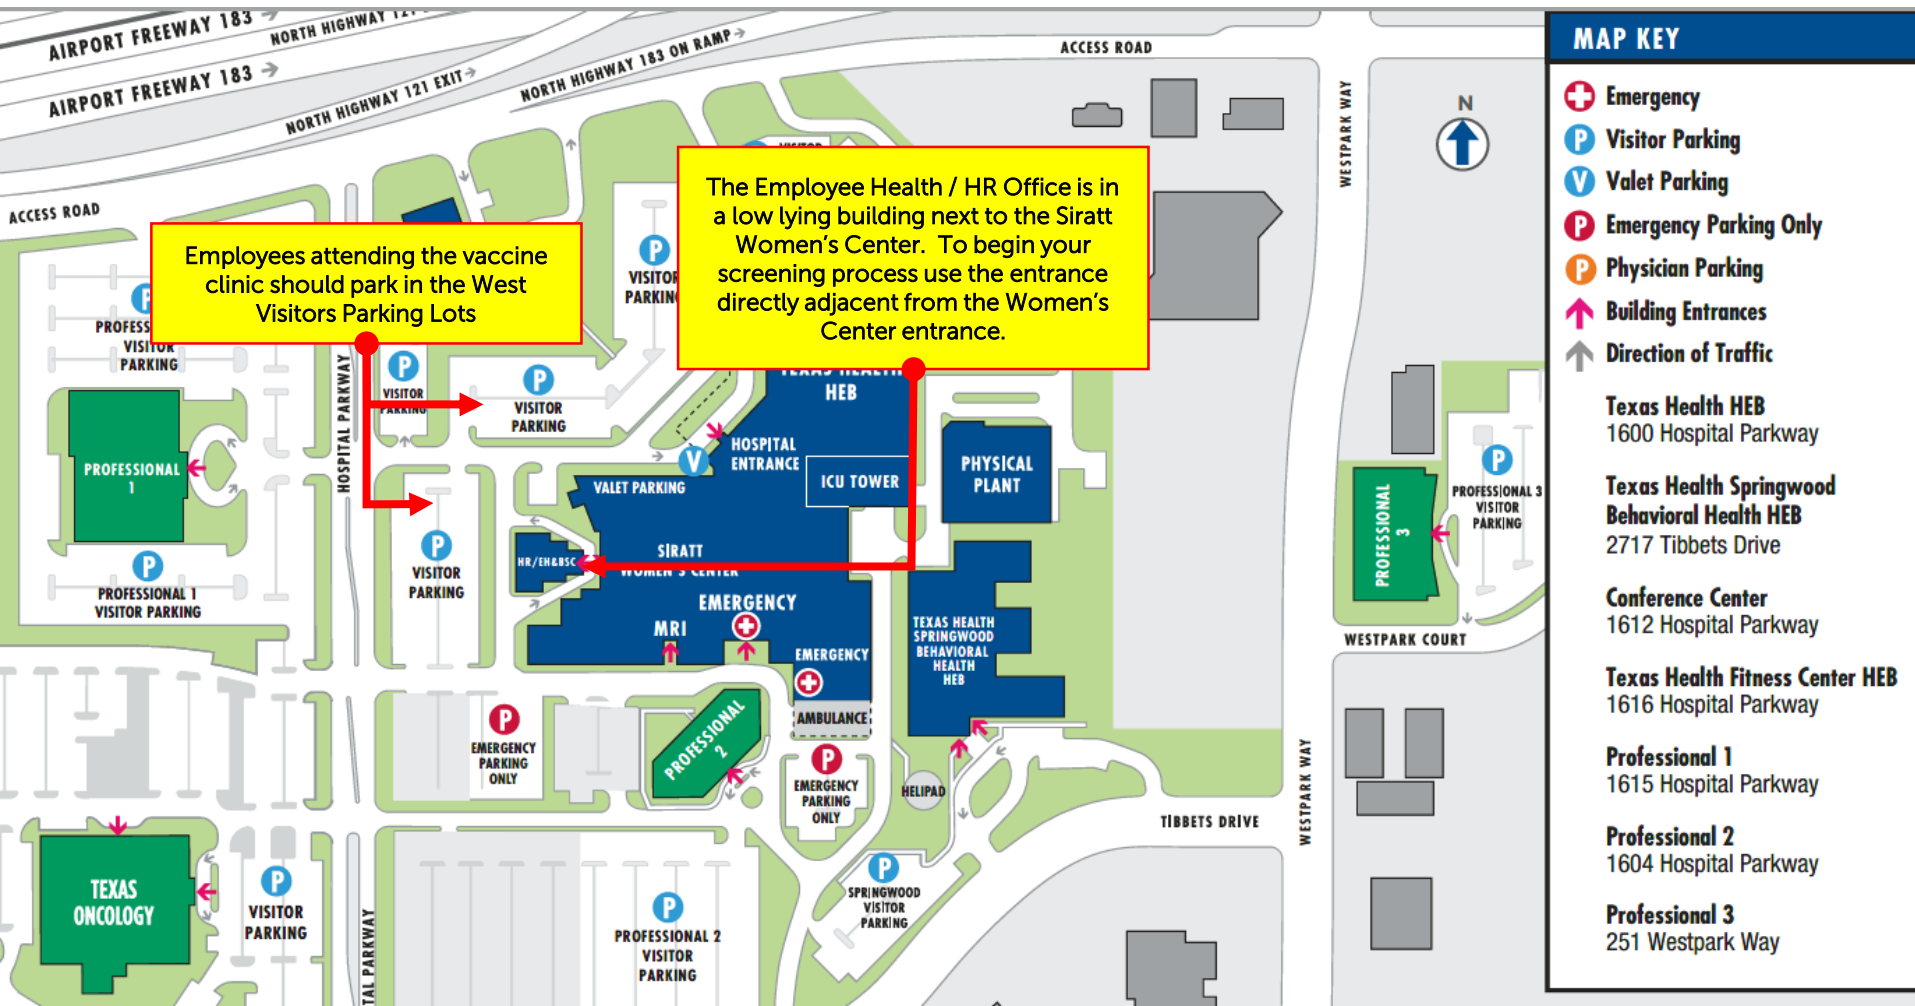 AIRPORT FREEWAY 183
NORTH HIGHWAY 121
AIRPORT FREEWAY 183
NORTH HIGHWAY 121 EXIT
NORTH HIGHWAY 183 ON RAMP
ACCESS ROAD
ACCESS ROAD
WESTPARK WAY
N
VISITOR
Employees attending the vaccine
clinic should park in the West
Visitors Parking Lots
The Employee Health / HR Office is in
a low lying building next to the Siratt
Women's Center.  To begin your
screening process use the entrance
directly adjacent from the Women's
Center entrance.
P
PROFESS
VISITOR
PARKING
P
VISITOR
PARKING
P
VISITOR
PARKING
P
VISITOR
PARKING
HOSPITAL PARKWAY
TEXAS HEALTH
HEB
HOSPITAL
ENTRANCE
V
VALET PARKING
ICU TOWER
PHYSICAL
PLANT
PROFESSIONAL
1
P
PROFESSIONAL 1
VISITOR PARKING
P
VISITOR
PARKING
HR/EH&BSC
SIRATT
WOMEN'S CENTER
EMERGENCY
MRI
EMERGENCY
AMBULANCE
TEXAS HEALTH
SPRINGWOOD
BEHAVIORAL
HEALTH
HEB
PROFESSIONAL
3
P
PROFESSIONAL 3
VISITOR
PARKING
WESTPARK COURT
P
EMERGENCY
PARKING
ONLY
PROFESSIONAL
2
P
EMERGENCY
PARKING
ONLY
HELIPAD
TIBBETS DRIVE
WESTPARK WAY
TEXAS
ONCOLOGY
P
VISITOR
PARKING
TAL PARKWAY
P
PROFESSIONAL 2
VISITOR
PARKING
P
SPRINGWOOD
VISITOR
PARKING
MAP KEY
Emergency
P Visitor Parking
V Valet Parking
P Emergency Parking Only
P Physician Parking
Building Entrances
Direction of Traffic
Texas Health HEB
1600 Hospital Parkway
Texas Health Springwood
Behavioral Health HEB
2717 Tibbets Drive
Conference Center
1612 Hospital Parkway
Texas Health Fitness Center HEB
1616 Hospital Parkway
Professional 1
1615 Hospital Parkway
Professional 2
1604 Hospital Parkway
Professional 3
251 Westpark Way